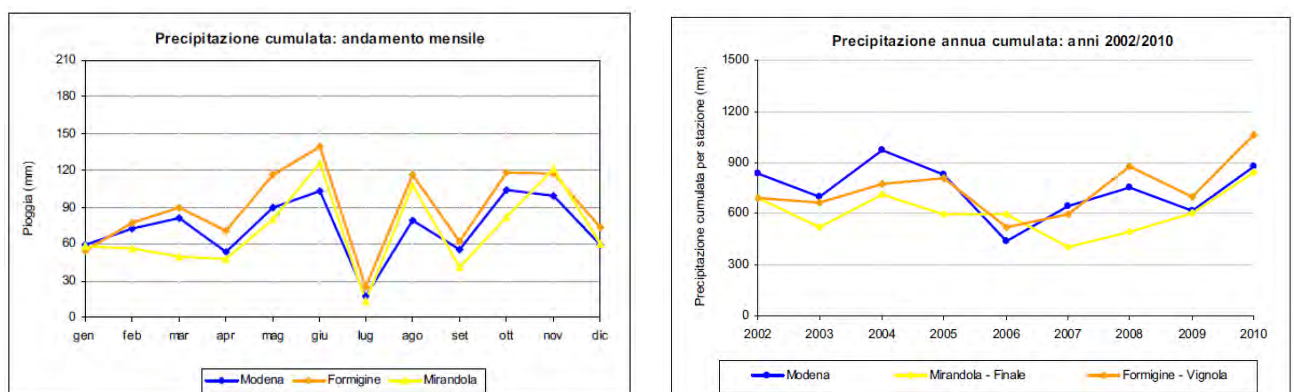 Precipitazione cumulata: andamento mensile
Pioggia (mm)
210
180
150
120
90
60
30
0
gen feb mar apr mag giu lug ago set ott nov dic
Modena Formigine Mirandola
Precipitazione annua cumulata: anni 2002/2010
Precipitazione cumulata per stazione (mm)
1500
1200
900
600
300
0
2002 2003 2004 2005 2006 2007 2008 2009 2010
Modena Mirandola - Finale Formigine - Vignola